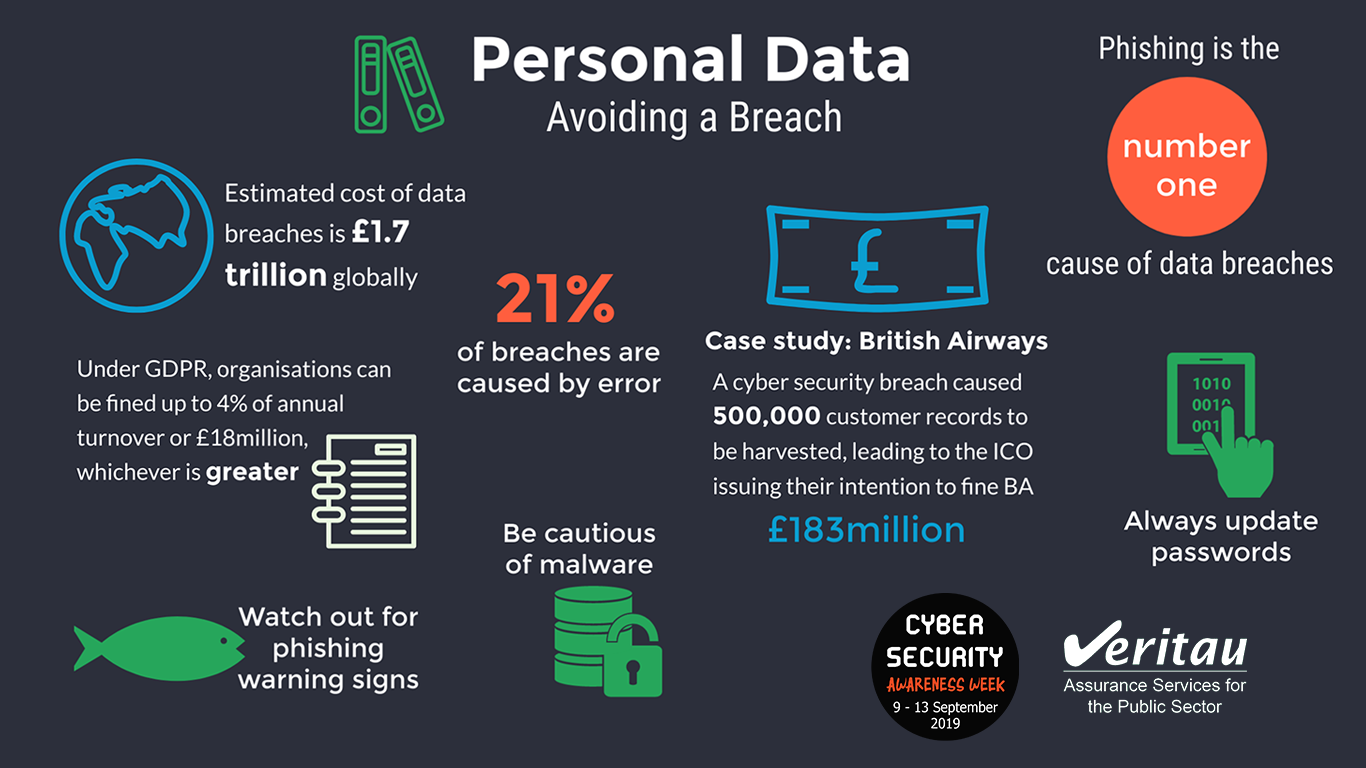 Personal Data
Avoiding a Breach
Phishing is the
number
one
cause of data breaches
Estimated cost of data
breaches is £1.7
trillion globally
21%
of breaches are
caused by error
£
Case study: British Airways
A cyber security breach caused
500,000 customer records to
be harvested, leading to the ICO
issuing their intention to fine BA
£183million
Under GDPR, organisations can
be fined up to 4% of annual
turnover or £18million,
whichever is greater
1010
0010
001
Always update
passwords
Be cautious
of malware
Watch out for
phishing
warning signs
CYBER
SECURITY
AWARENESS WEEK
9 - 13 September
2019
Veritau
Assurance Services for
the Public Sector